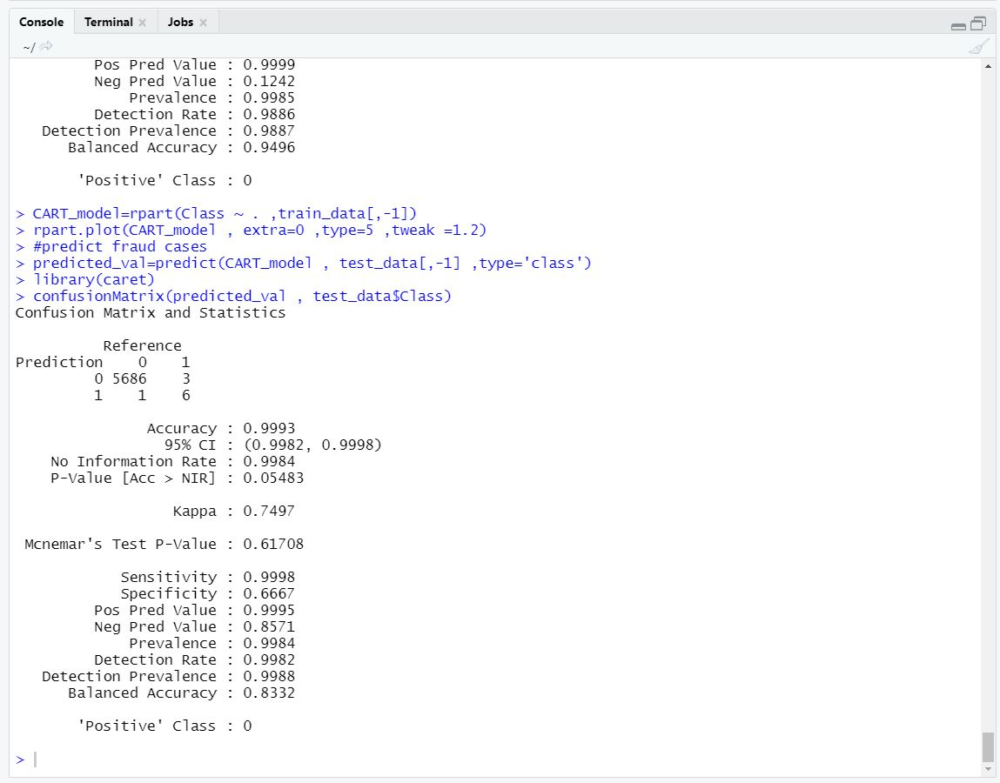 Console Terminal Jobs
~/
Pos Pred Value : 0.9999
Neg Pred Value : 0.1242
Prevalence : 0.9985
Detection Rate : 0.9886
Detection Prevalence : 0.9887
Balanced Accuracy : 0.9496
'Positive' Class : 0
> CART_model=rpart(Class ~ . ,train_data[,-1])
> rpart.plot(CART_model , extra=0 ,type=5 ,tweak =1.2)
> #predict fraud cases
> predicted_val=predict(CART_model , test_data[,-1] ,type='class')
> library(caret)
> confusionMatrix(predicted_val , test_data$Class)
Confusion Matrix and Statistics
Reference
Prediction 0 1
0 5686 3
1 1 6
Accuracy : 0.9993
95% CI : (0.9982, 0.9998)
No Information Rate : 0.9984
P-Value [Acc > NIR] : 0.05483
Kappa : 0.7497
Mcnemar's Test P-Value : 0.61708
Sensitivity : 0.9998
Specificity : 0.6667
Pos Pred Value : 0.9995
Neg Pred Value : 0.8571
Prevalence : 0.9984
Detection Rate : 0.9982
Detection Prevalence : 0.9988
Balanced Accuracy : 0.8332
'Positive' Class : 0
>